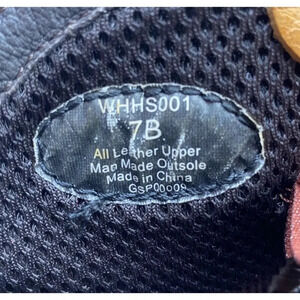 WHHS001
7B
All Leather Upper
Man Made Outsole
Made in China
GSP00009